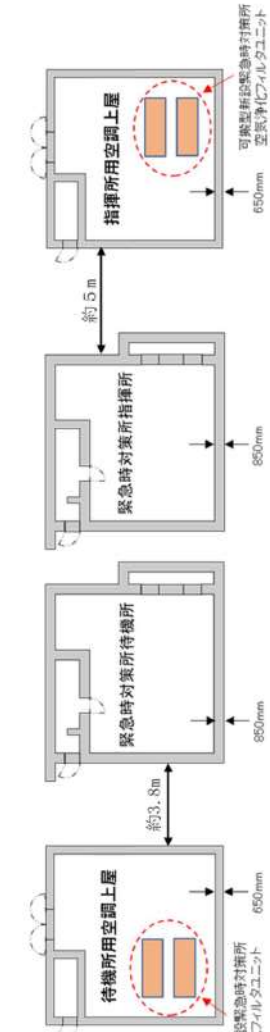 指揮所用空調上屋
可搬型新設緊急時対策所
空気浄化フィルタユニット
650mm
約５ｍ
緊急時対策所指揮所
850mm
緊急時対策所待機所
850mm
約3.8m
待機所用空調上屋
650mm
設緊急時対策所
フィルタユニット